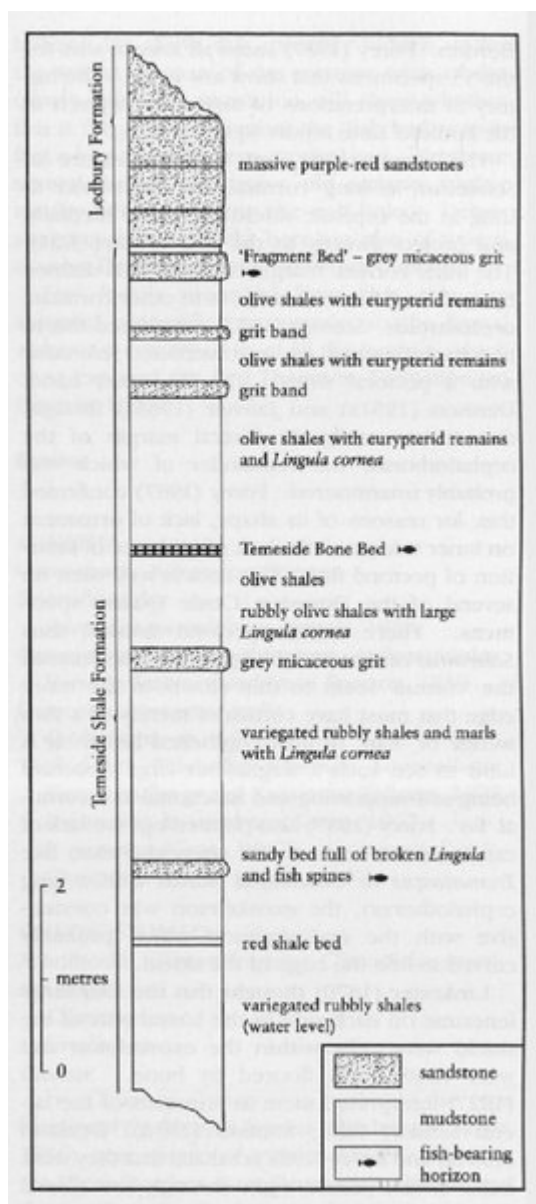 Ledbury Formation
massive purple-red sandstones
'Fragment Bed' – grey micaceous grit
olive shales with eurypterid remains
grit band
olive shales with eurypterid remains
grit band
olive shales with eurypterid remains
and Lingula cornea
Temeside Bone Bed
olive shales
rubbly olive shales with large
Lingula cornea
grey micaceous grit
Temeside Shale Formation
variegated rubbly shales and marls
with Lingula cornea
sandy bed full of broken Lingula
and fish spines
2
red shale bed
metres
variegated rubbly shales
(water level)
0
sandstone
mudstone
fish-bearing
horizon